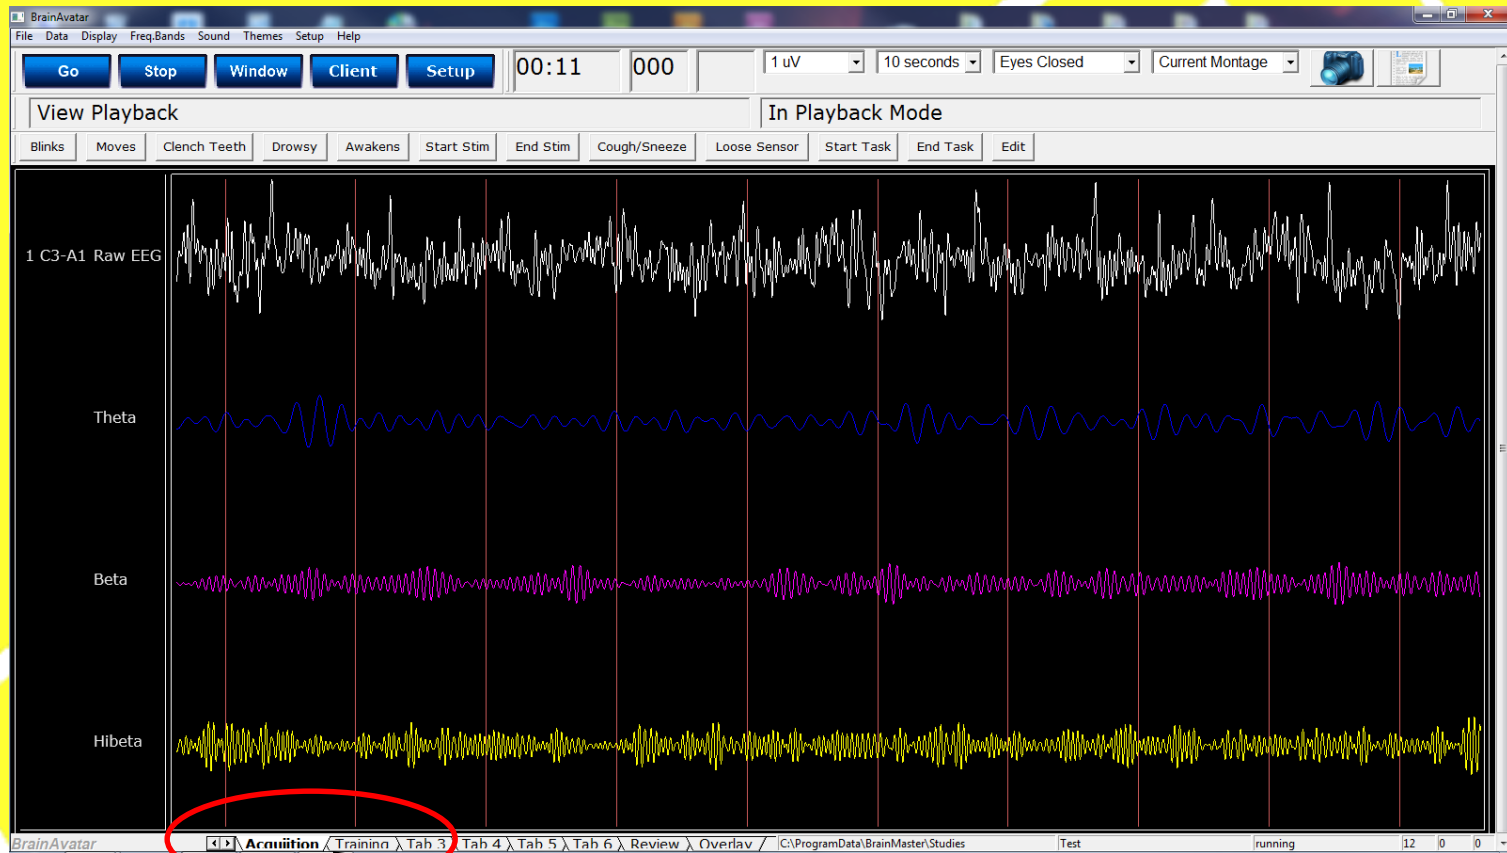 BrainAvatar
File Data Display Freq.Bands Sound Themes Setup Help
Go Stop Window Client Setup 00:11 000 1 uV 10 seconds Eyes Closed Current Montage
View Playback In Playback Mode
Blinks Moves Clench Teeth Drowsy Awakens Start Stim End Stim Cough/Sneeze Loose Sensor Start Task End Task Edit
1 C3-A1 Raw EEG
Theta
Beta
Hibeta
BrainAvatar Acquiition Training Tab 3 Tab 4 Tab 5 Tab 6 Review Overlay C:\ProgramData\BrainMaster\Studies Test running 12 0 0